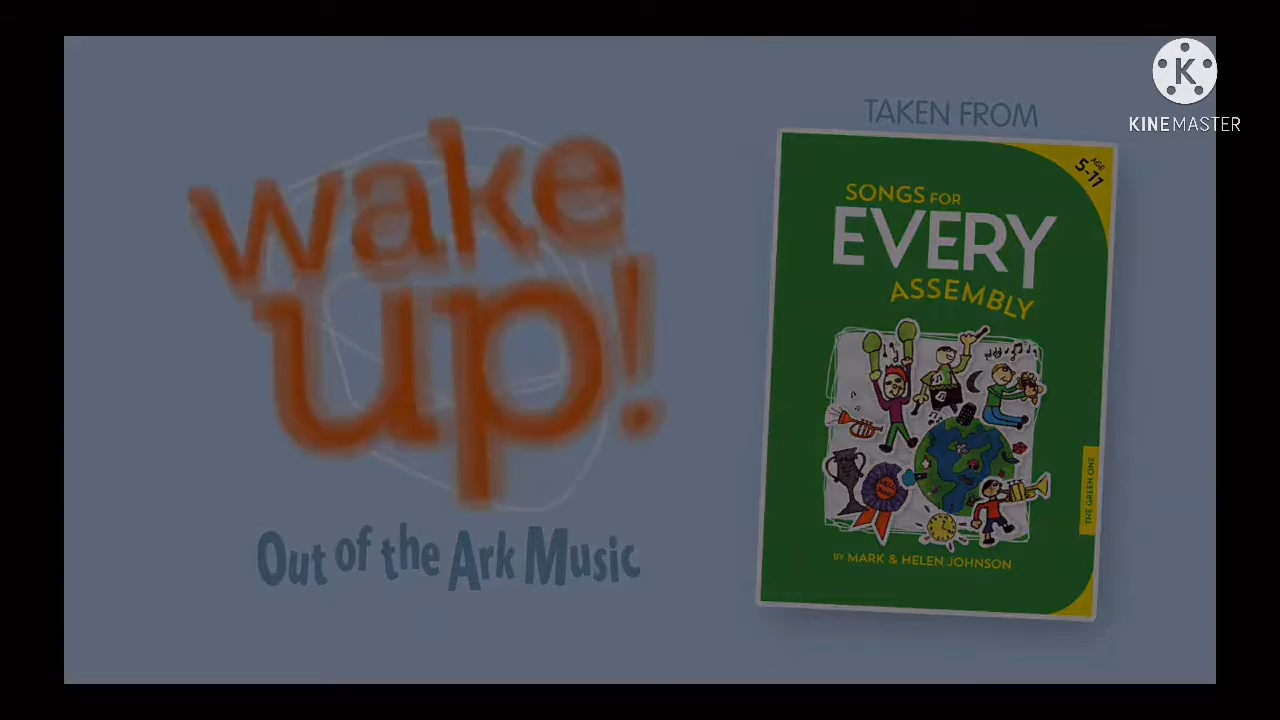 wake
up!
Out of the Ark Music
TAKEN FROM
AGE
5-11
SONGS FOR
EVERY
ASSEMBLY
THE GREEN ONE
BY MARK & HELEN JOHNSON
K
KINEMASTER